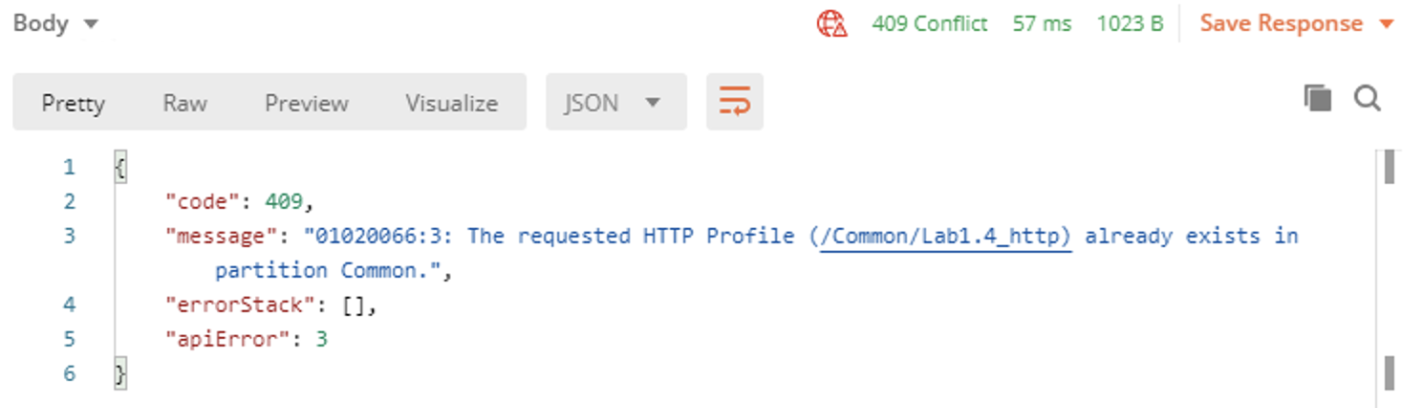 Body 409 Conflict 57 ms 1023 B Save Response
Pretty Raw Preview Visualize JSON
1 {
2 "code": 409,
3 "message": "01020066:3: The requested HTTP Profile (/Common/Lab1.4_http) already exists in
partition Common.",
4 "errorStack": [],
5 "apiError": 3
6 }